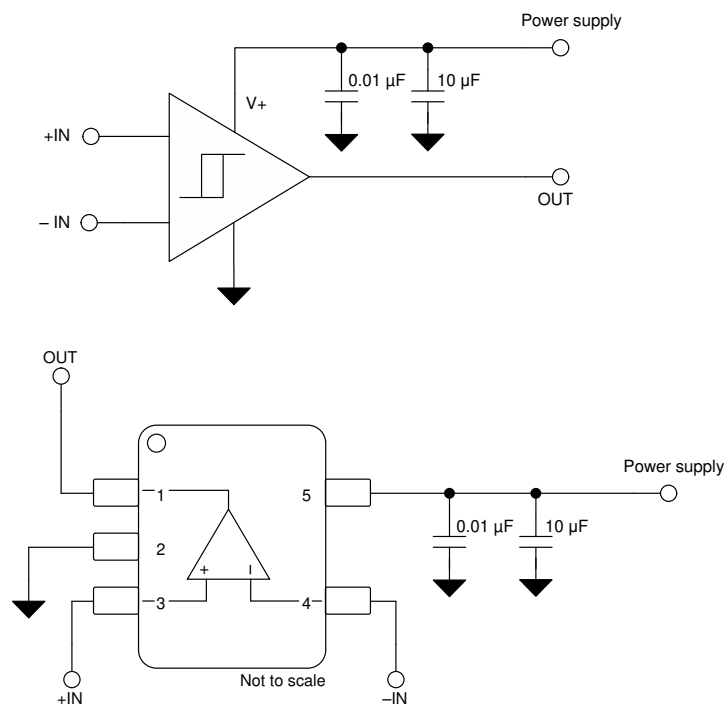 Power supply
0.01 µF
10 µF
V+
+IN
– IN
OUT
OUT
1
2
3
4
5
+
–
Power supply
0.01 µF
10 µF
Not to scale
+IN
–IN